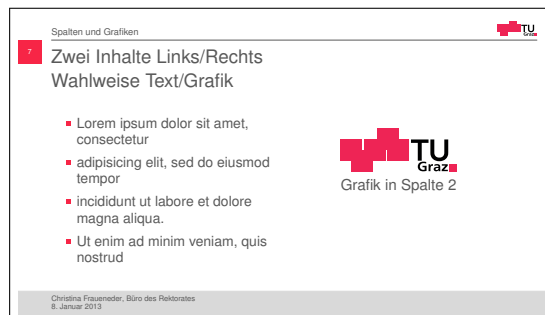 Spalten und Grafiken
TU
Graz
7
Zwei Inhalte Links/Rechts
Wahlweise Text/Grafik
Lorem ipsum dolor sit amet,
consectetur
adipisicing elit, sed do eiusmod
tempor
incididunt ut labore et dolore
magna aliqua.
Ut enim ad minim veniam, quis
nostrud
TU
Graz
Grafik in Spalte 2
Christina Fraueneder, Büro des Rektorates
8. Januar 2013